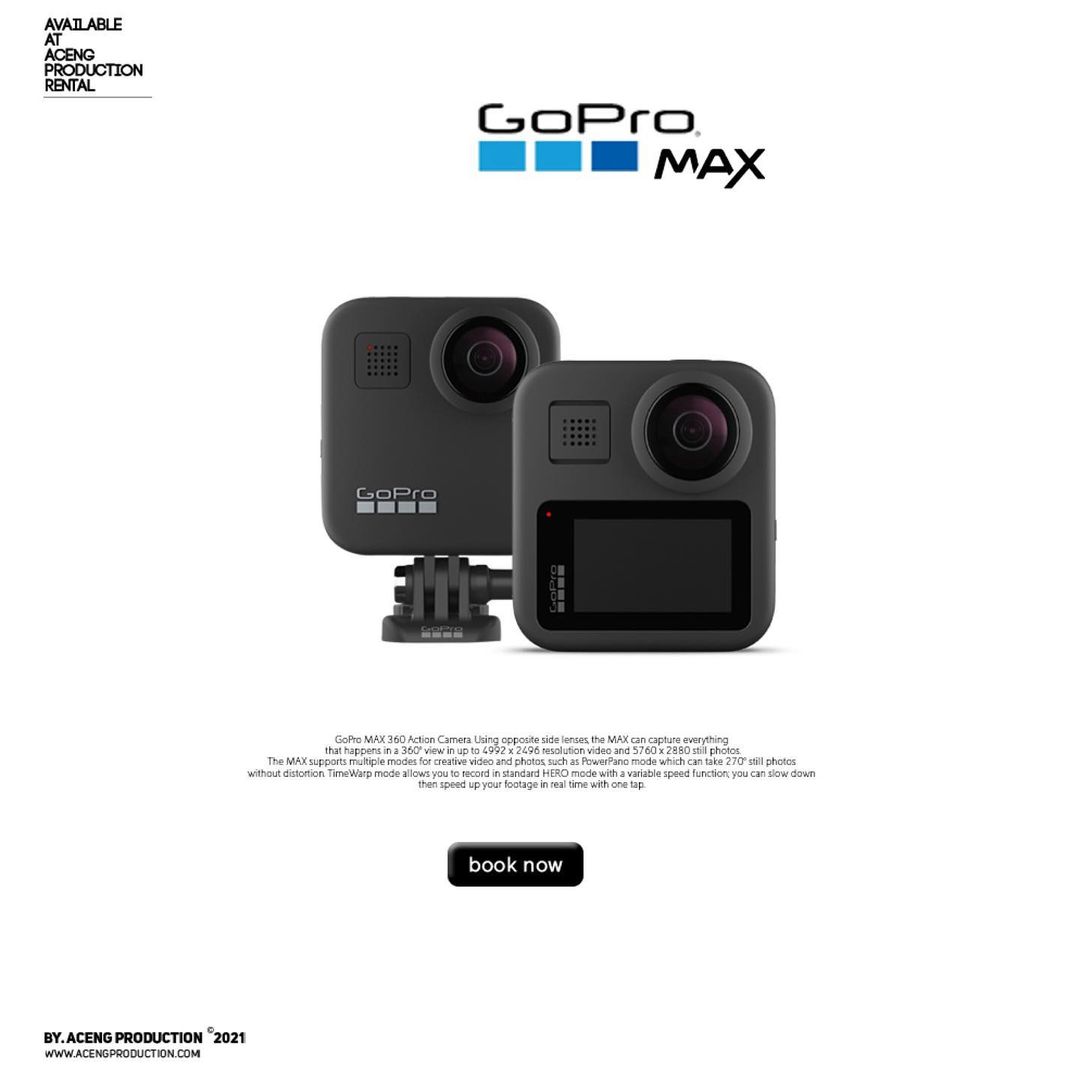 AVAILABLE
AT
ACENG
PRODUCTION
RENTAL
GoPro
MAX
GoPro
GoPro
GoPro
GoPro MAX 360 Action Camera. Using opposite side lenses, the MAX can capture everything
that happens in a 360° view in up to 4992 x 2496 resolution video and 5760 x 2880 still photos.
The MAX supports multiple modes for creative video and photos, such as PowerPano mode which can take 270° still photos
without distortion. TimeWarp mode allows you to record in standard HERO mode with a variable speed function; you can slow down
then speed up your footage in real time with one tap.
book now
BY. ACENG PRODUCTION ©2021
WWW.ACENGPRODUCTION.COM